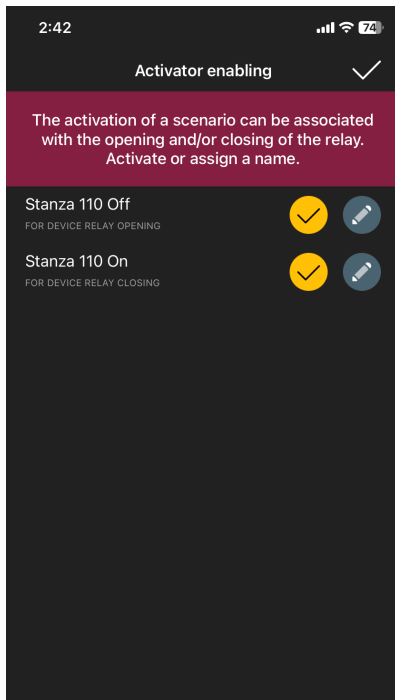 2:42
74
Activator enabling
The activation of a scenario can be associated
with the opening and/or closing of the relay.
Activate or assign a name.
Stanza 110 Off
FOR DEVICE RELAY OPENING
Stanza 110 On
FOR DEVICE RELAY CLOSING